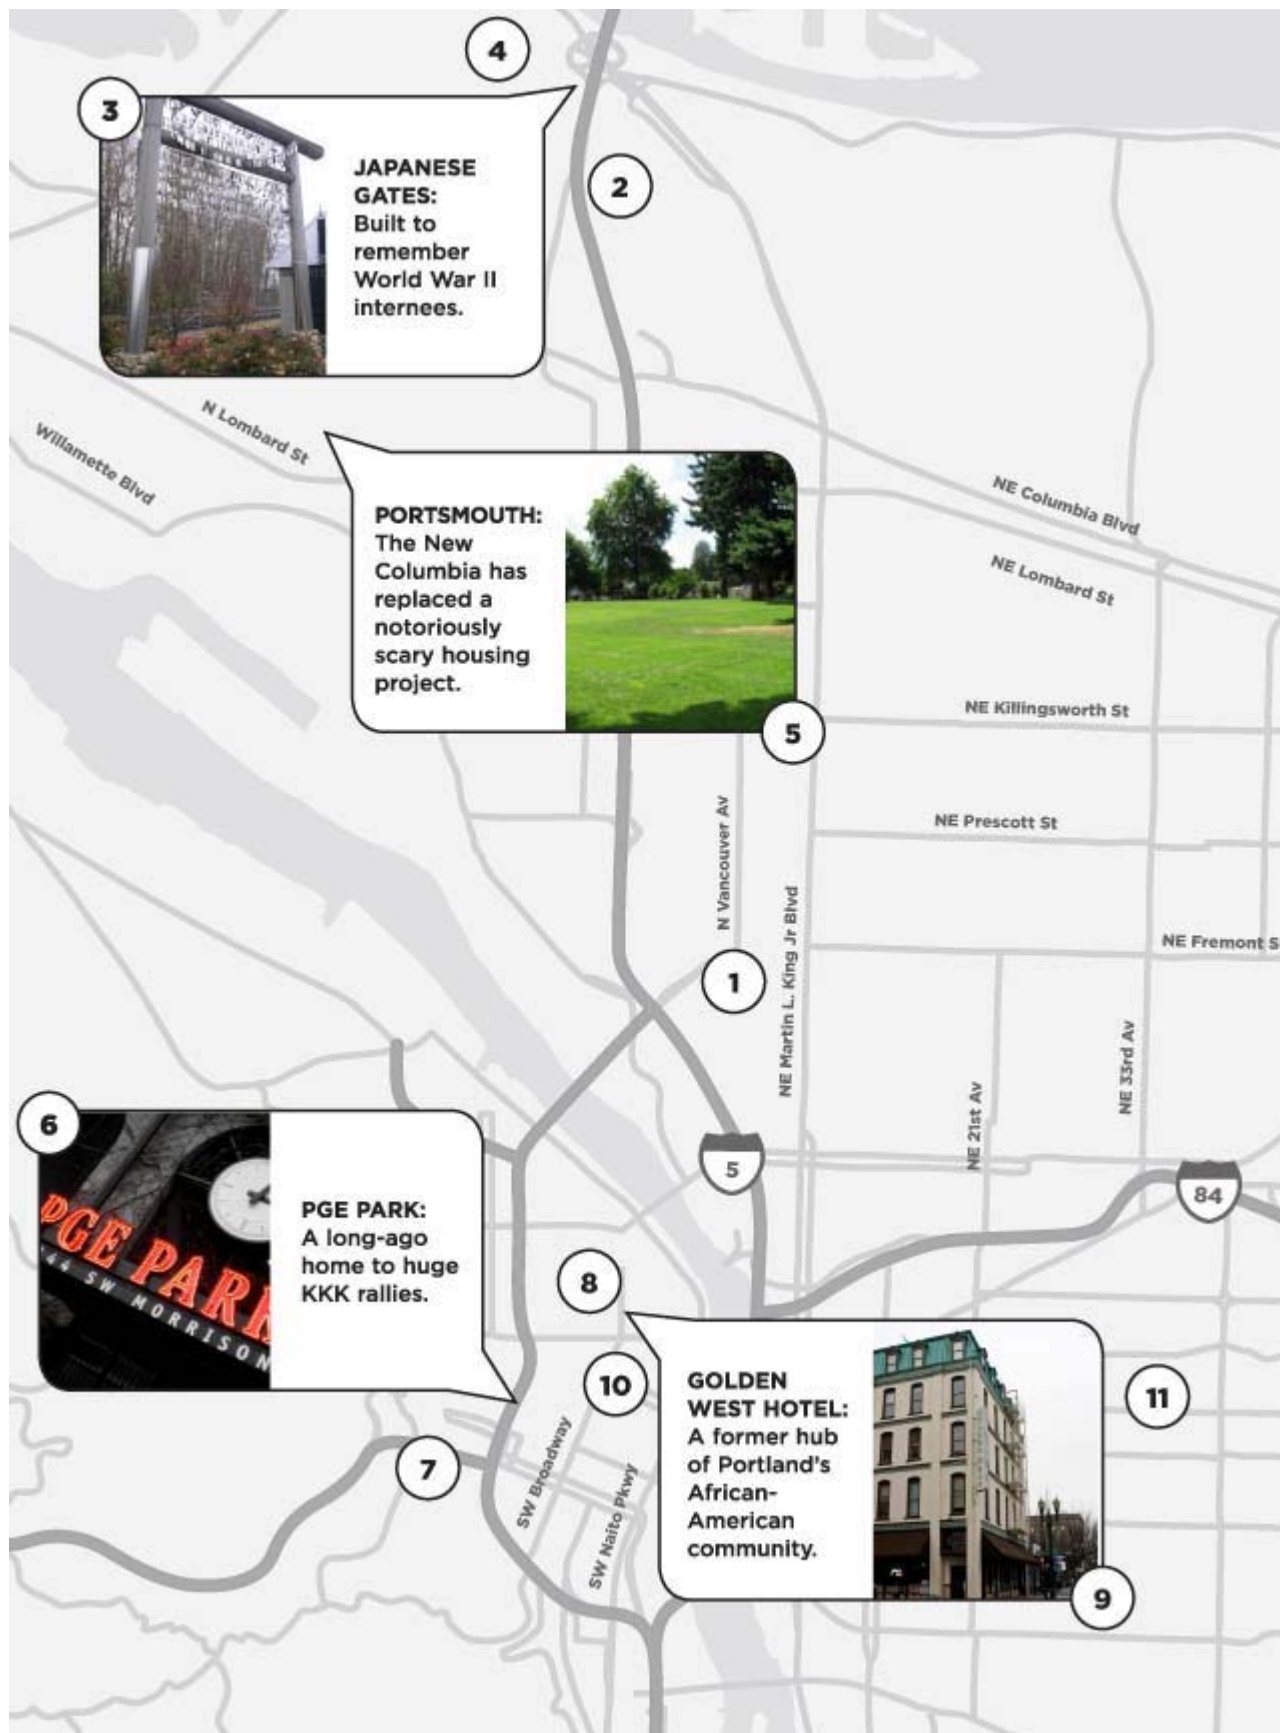 4
3
JAPANESE
GATES:
Built to
remember
World War II
internees.
2
N Lombard St
Willamette Blvd
PORTSMOUTH:
The New
Columbia has
replaced a
notoriously
scary housing
project.
5
NE Columbia Blvd
NE Lombard St
NE Killingsworth St
NE Prescott St
N Vancouver Av
NE Martin L. King Jr Blvd
NE Fremont S
1
NE 33rd Av
NE 21st Av
5
84
6
PGE PARK
44 SW MORRISON
PGE PARK:
A long-ago
home to huge
KKK rallies.
8
10
GOLDEN
WEST HOTEL:
A former hub
of Portland's
African-
American
community.
11
7
SW Broadway
SW Naito Pkwy
9